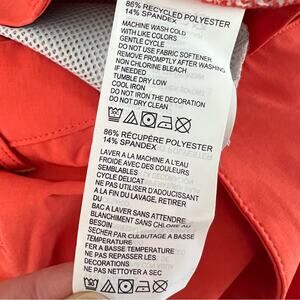 86% RECYCLED POLYESTER
14% SPANDEX
MACHINE WASH COLD
WITH LIKE COLORS
GENTLE CYCLE
DO NOT USE FABRIC SOFTENER
REMOVE PROMPTLY AFTER WASHING
NON CHLORINE BLEACH
IF NEEDED
TUMBLE DRY LOW
COOL IRON
DO NOT IRON THE DECORATION
DO NOT DRY CLEAN
86% RÉCUPÉRÉ POLYESTER
14% SPANDEX
LAVER A LA MACHINE A L'EAU
FROIDE AVEC DES COULEURS
SEMBLABLES
CYCLE DELICAT
NE PAS UTILISER D'ADOUCISSANT
A LA FIN DU LAVAGE, RETIRER
DU
BAC LAVER SANS ATTENDRE
BLANCHIMENT SANS CHLORE AU
BESOIN
SECHER PAR CULBUTAGE A BASSE
TEMPERATURE
FER A BASSE TEMPERATURE
NE PAS REPASSER LES
DECORATIONS
NE PAS NETTOYER A SEC